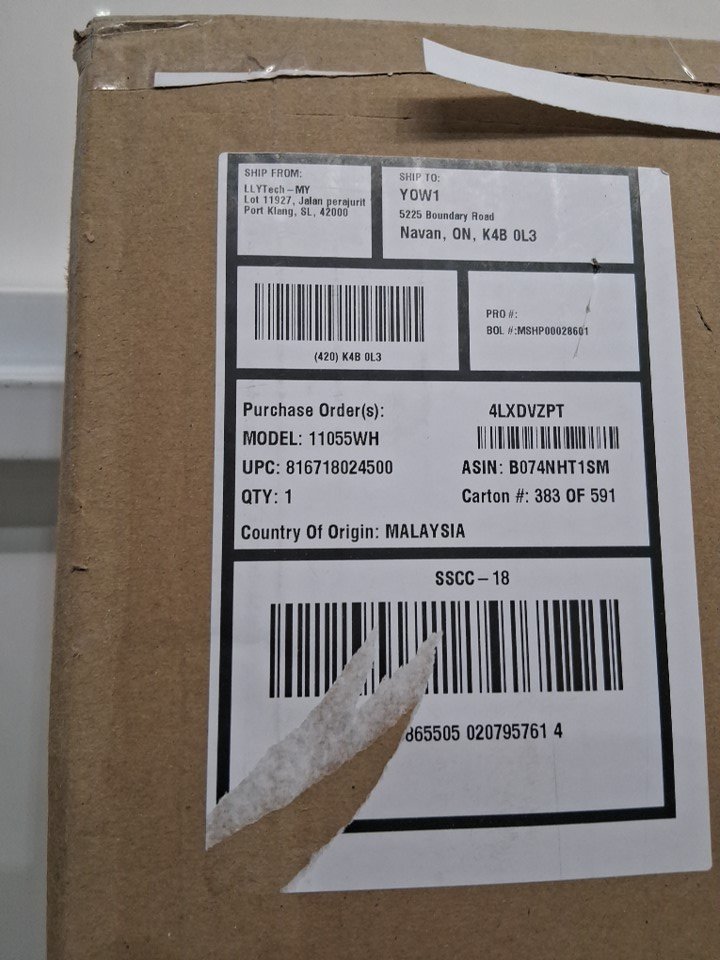 SHIP FROM:
LLYTech-MY
Lot 11927, Jalan perajurit
Port Klang, SL, 42000
SHIP TO:
YOW1
5225 Boundary Road
Navan, ON, K4B 0L3
(420) K4B 0L3
PRO #:
BOL #:MSHP00028601
Purchase Order(s): 4LXDVZPT
MODEL: 11055WH
UPC: 816718024500 ASIN: B074NHT1SM
QTY: 1 Carton #: 383 OF 591
Country Of Origin: MALAYSIA
SSCC-18
865505 020795761 4